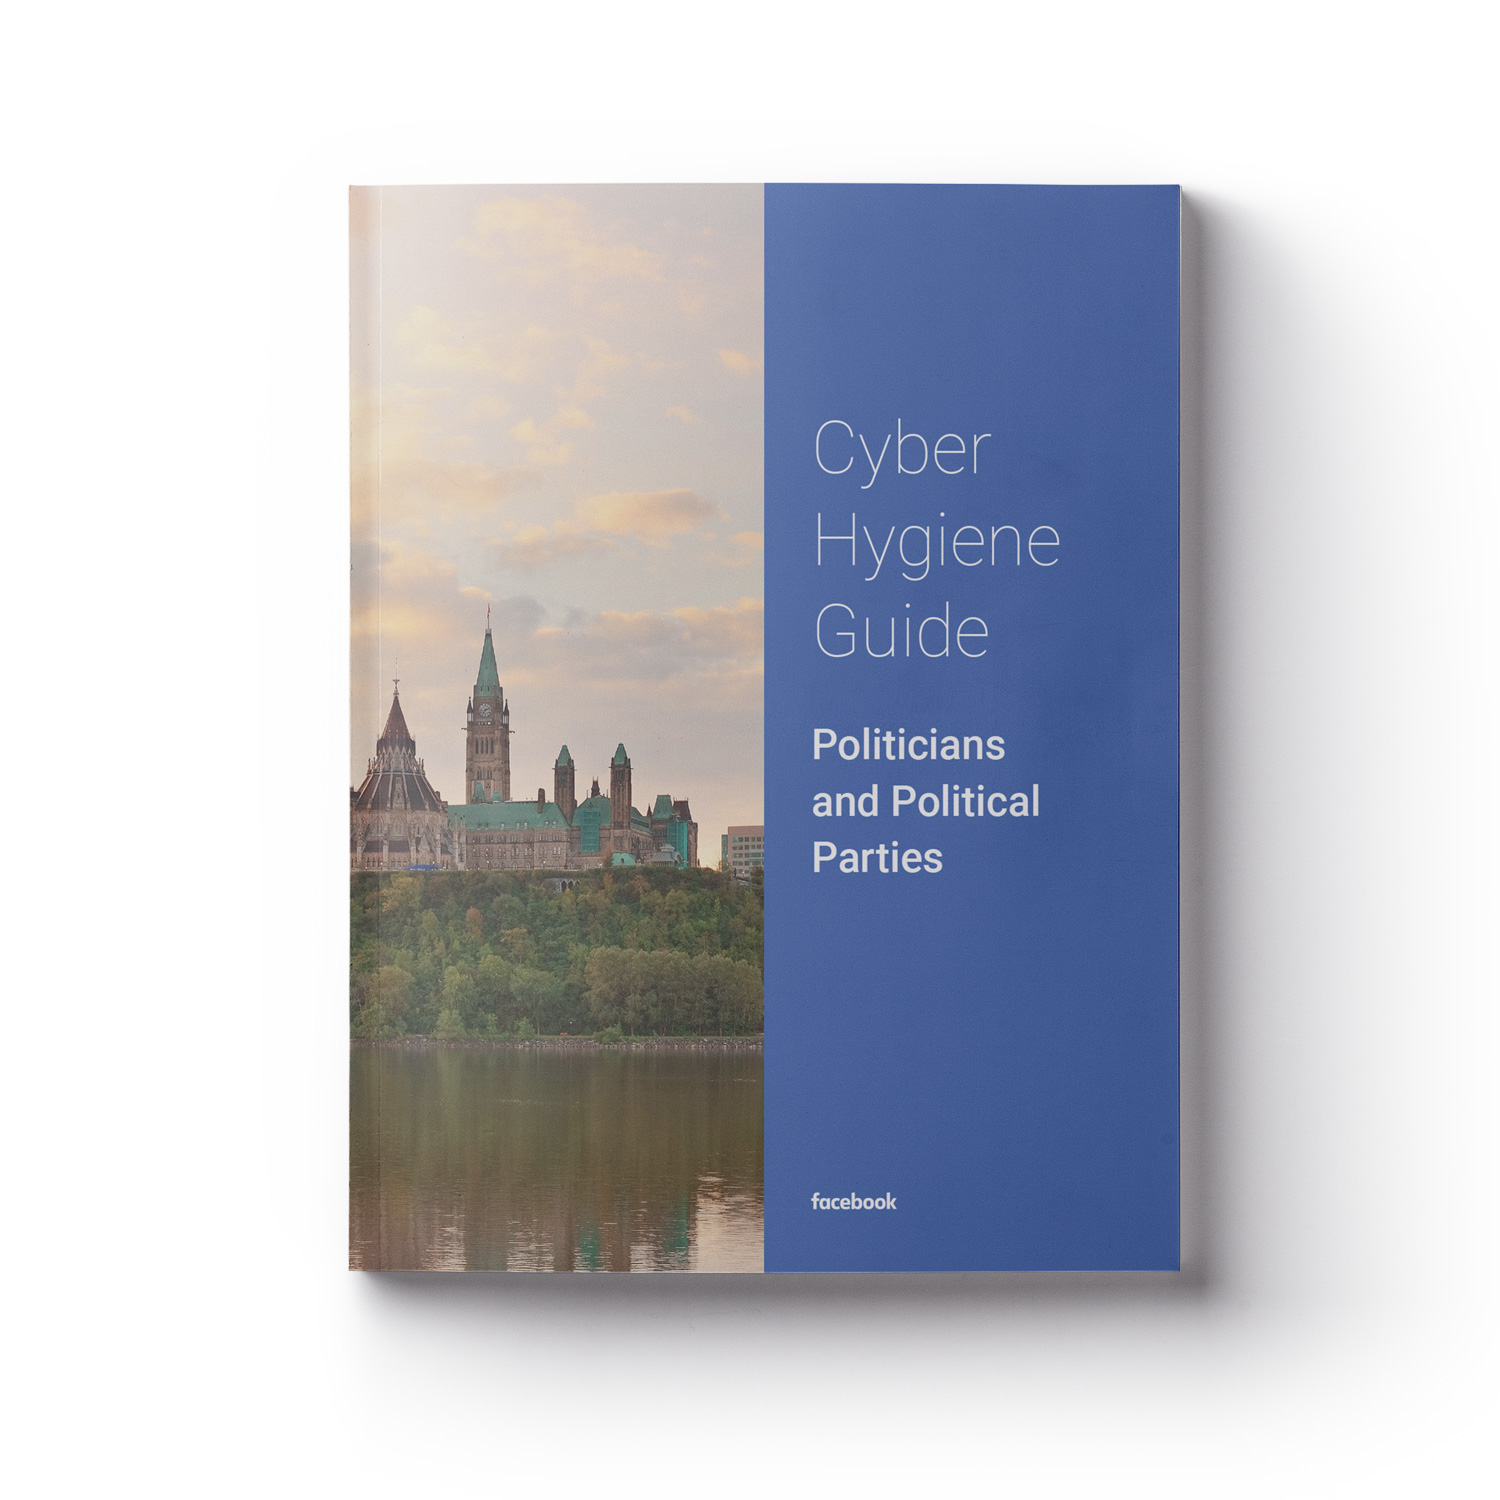 Cyber
Hygiene
Guide
Politicians
and Political
Parties
facebook